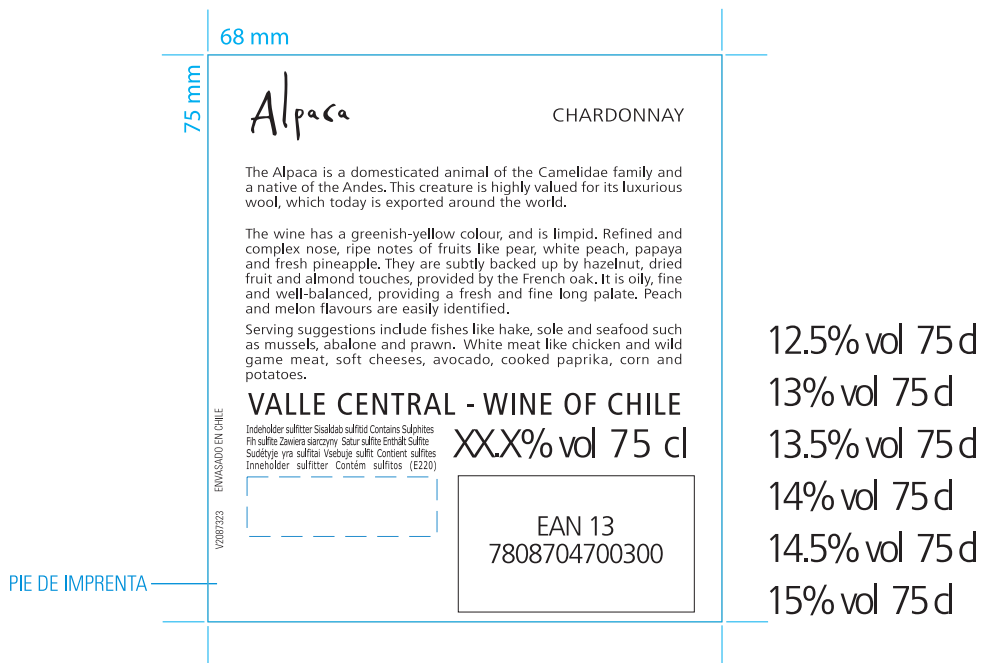 68 mm
75 mm
Alpaca
CHARDONNAY
The Alpaca is a domesticated animal of the Camelidae family and
a native of the Andes. This creature is highly valued for its luxurious
wool, which today is exported around the world.
The wine has a greenish-yellow colour, and is limpid. Refined and
complex nose, ripe notes of fruits like pear, white peach, papaya
and fresh pineapple. They are subtly backed up by hazelnut, dried
fruit and almond touches, provided by the French oak. It is oily, fine
and well-balanced, providing a fresh and fine long palate. Peach
and melon flavours are easily identified.
Serving suggestions include fishes like hake, sole and seafood such
as mussels, abalone and prawn. White meat like chicken and wild
game meat, soft cheeses, avocado, cooked paprika, corn and
potatoes.
VALLE CENTRAL - WINE OF CHILE
Indeholder sulfitter Sisaldab sulfitid Contains Sulphites
Fih sulfite Zawiera siarczyny Satur sulfite Enthält Sulfite
Sudėtyje yra sulfitai Vsebuje sulfit Contient sulfites
Inneholder sulfitter Contém sulfitos (E220)
XX.X% vol 75 cl
EAN 13
7808704700300
V2087323 ENVASADO EN CHILE
PIE DE IMPRENTA
12.5% vol 75 cl
13% vol 75 cl
13.5% vol 75 cl
14% vol 75 cl
14.5% vol 75 cl
15% vol 75 cl